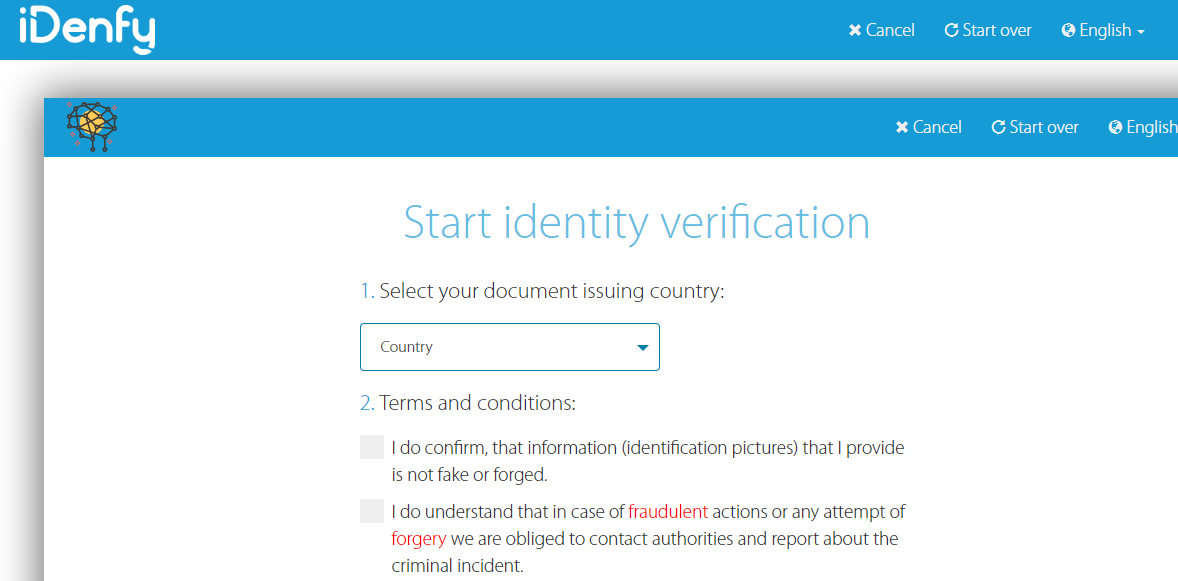 iDenfy
Cancel Start over English
Cancel Start over English
Start identity verification
1. Select your document issuing country:
Country
2. Terms and conditions:
I do confirm, that information (identification pictures) that I provide
is not fake or forged.
I do understand that in case of fraudulent actions or any attempt of
forgery we are obliged to contact authorities and report about the
criminal incident.